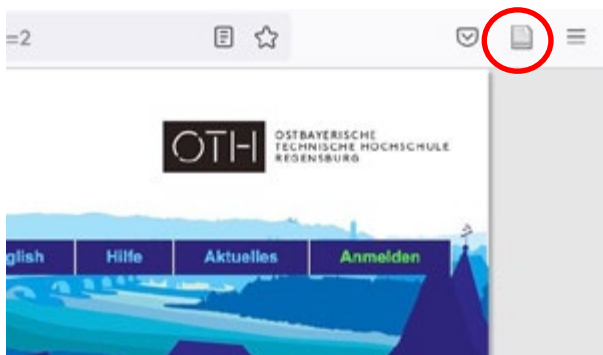 =2
OTH
OSTBAYERISCHE
TECHNISCHE HOCHSCHULE
REGENSBURG
glish Hilfe Aktuelles Anmelden